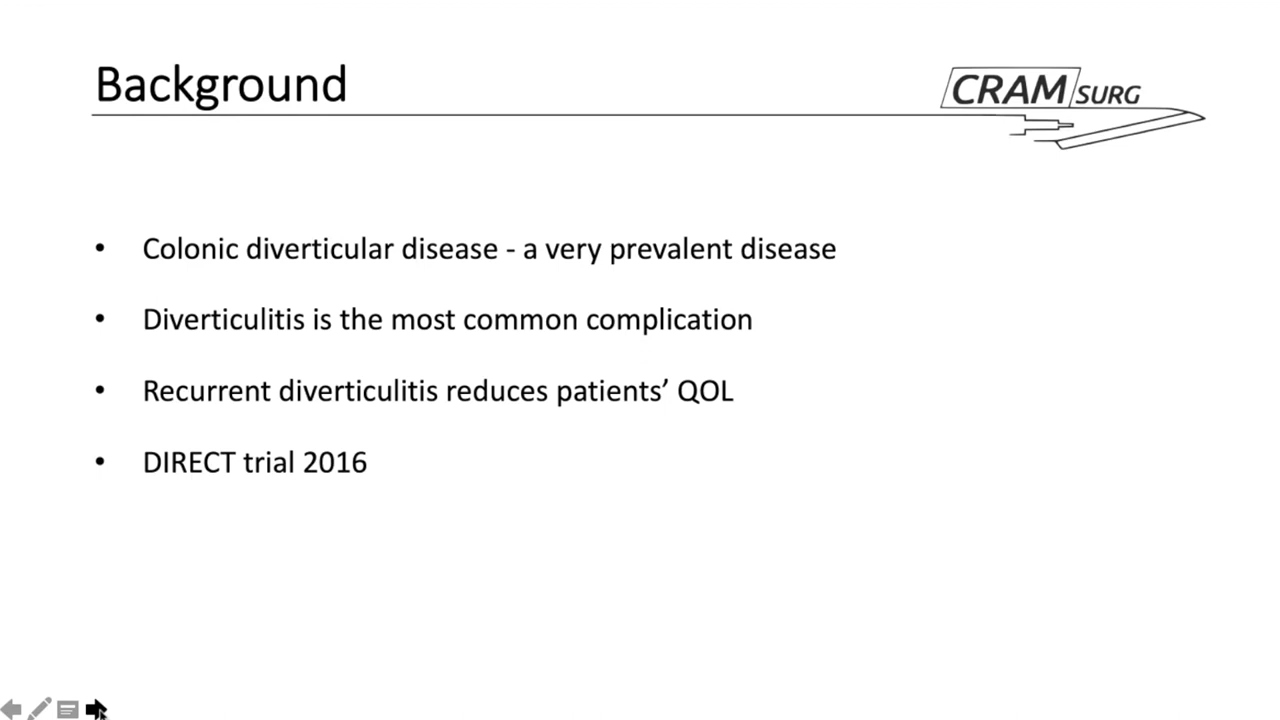 Background
CRAM SURG
• Colonic diverticular disease - a very prevalent disease
• Diverticulitis is the most common complication
• Recurrent diverticulitis reduces patients’ QOL
• DIRECT trial 2016